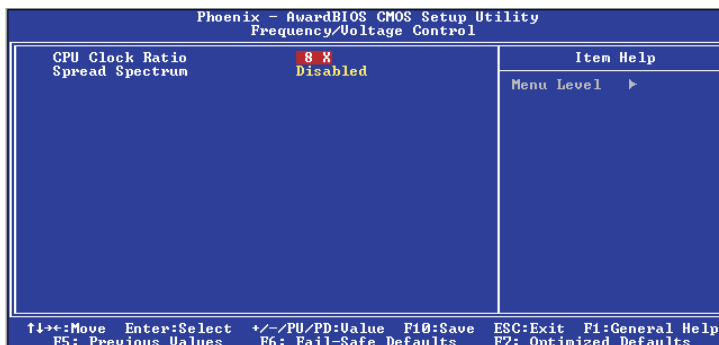 Phoenix - AwardBIOS CMOS Setup Utility
Frequency/Voltage Control
CPU Clock Ratio 8 X
Spread Spectrum Disabled
Item Help
Menu Level ▶
↑↓→←:Move Enter:Select +/-/PU/PD:Value F10:Save ESC:Exit F1:General Help
F5: Previous Values F6: Fail-Safe Defaults F7: Optimized Defaults